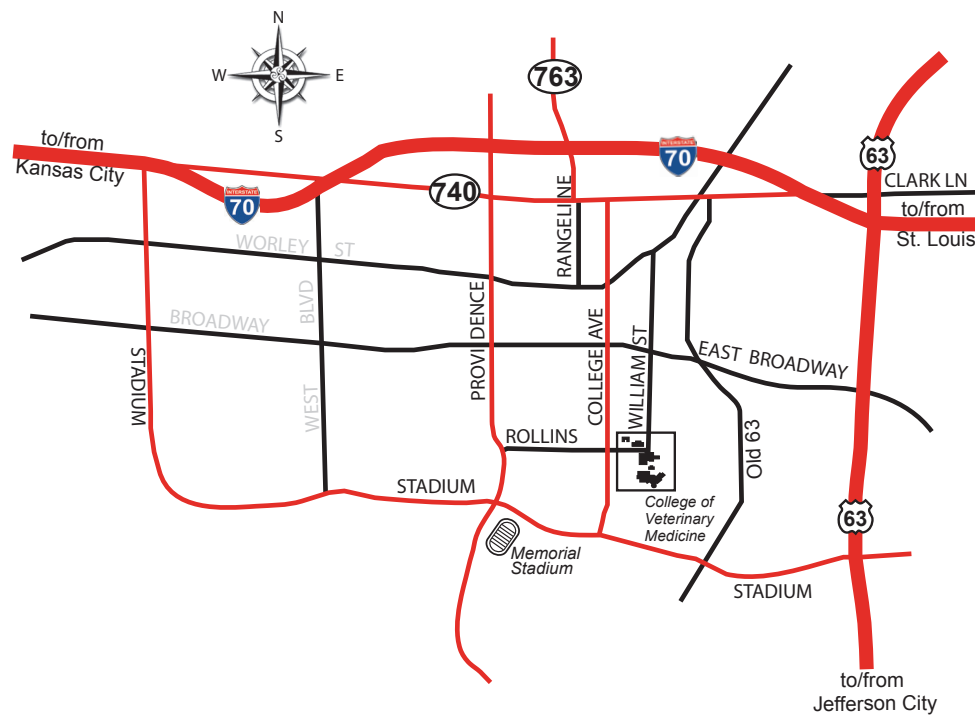 N
W
E
S
763
to/from
Kansas City
INTERSTATE
70
INTERSTATE
70
63
740
CLARK LN
to/from
St. Louis
WORLEY ST
RANGELINE
BROADWAY
WEST BLVD
STADIUM
PROVIDENCE
COLLEGE AVE
WILLIAM ST
EAST BROADWAY
ROLLINS
Old 63
STADIUM
College of
Veterinary
Medicine
63
Memorial
Stadium
STADIUM
to/from
Jefferson City